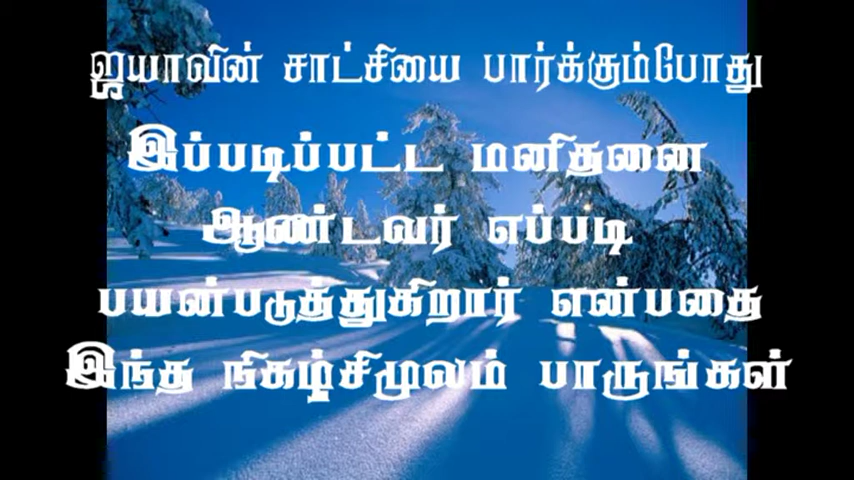 ஐயாவின் சாட்சியை பார்க்கும்போது
இப்படிப்பட்ட மனிதனை
ஆண்டவர் எப்படி
பயன்படுத்துகிறார் என்பதை
இந்த நிகழ்சிமூலம் பாருங்கள்